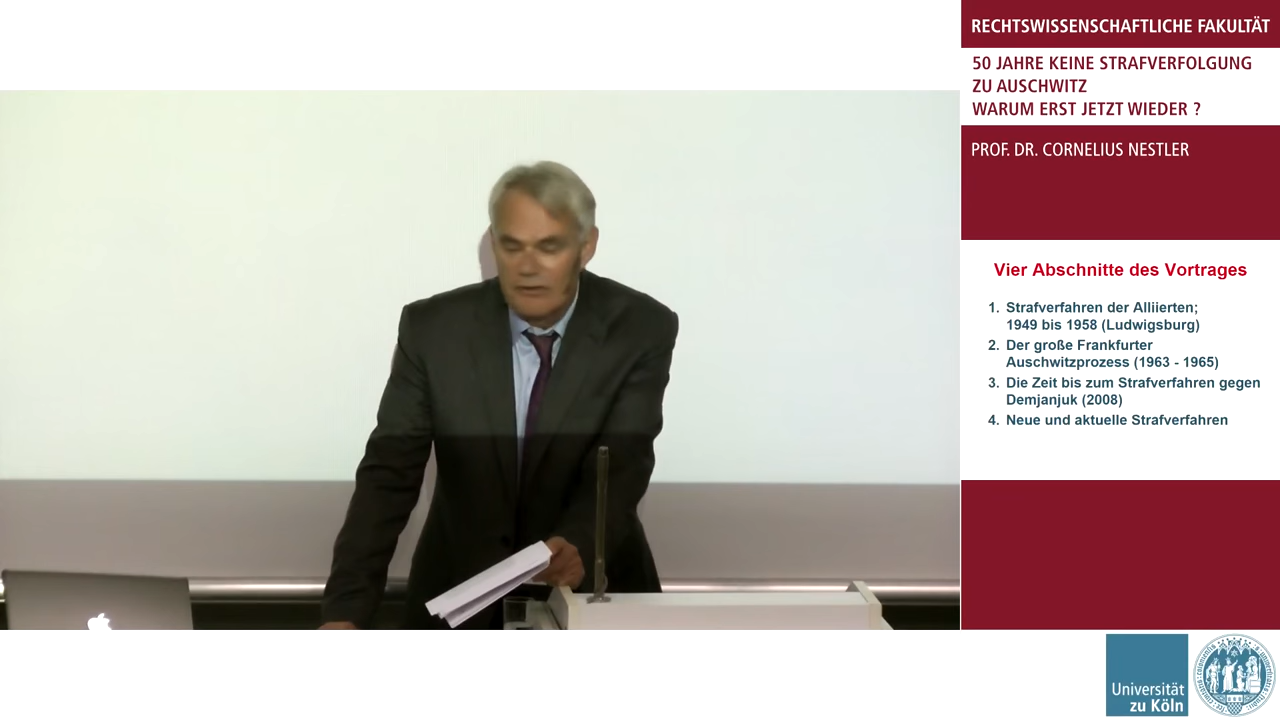 RECHTSWISSENSCHAFTLICHE FAKULTÄT
50 JAHRE KEINE STRAFVERFOLGUNG
ZU AUSCHWITZ
WARUM ERST JETZT WIEDER ?
PROF. DR. CORNELIUS NESTLER
Vier Abschnitte des Vortrages
1. Strafverfahren der Alliierten;
1949 bis 1958 (Ludwigsburg)
2. Der große Frankfurter
Auschwitzprozess (1963 - 1965)
3. Die Zeit bis zum Strafverfahren gegen
Demjanjuk (2008)
4. Neue und aktuelle Strafverfahren
Universität
zu Köln